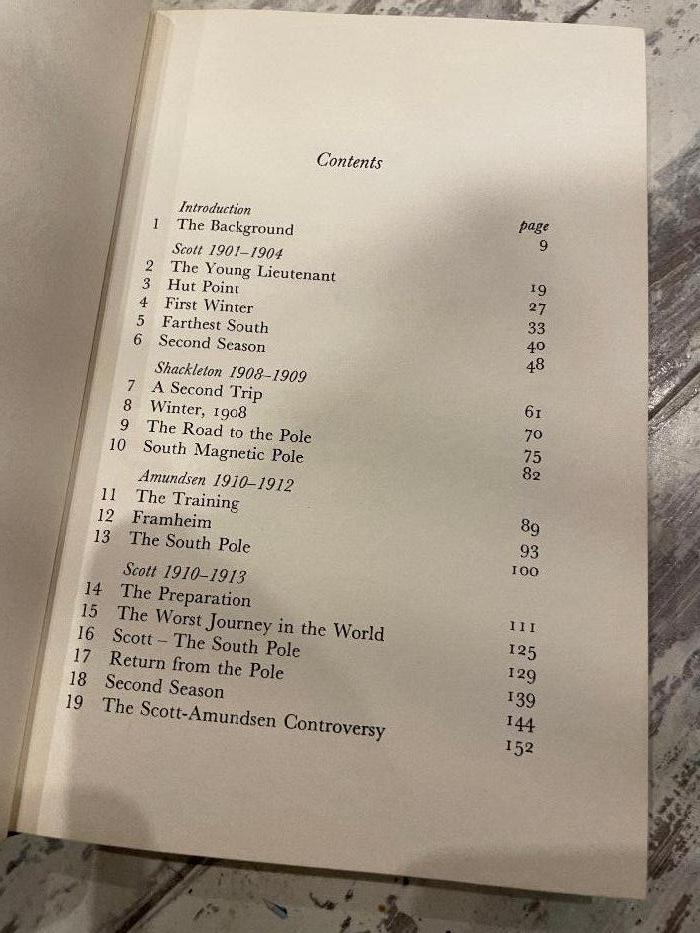 Contents
Introduction
page
1 The Background 9
Scott 1901–1904
2 The Young Lieutenant 19
3 Hut Point 27
4 First Winter 33
5 Farthest South 40
6 Second Season 48
Shackleton 1908–1909
7 A Second Trip 61
8 Winter, 1908 70
9 The Road to the Pole 75
10 South Magnetic Pole 82
Amundsen 1910–1912
11 The Training 89
12 Framheim 93
13 The South Pole 100
Scott 1910–1913
14 The Preparation 111
15 The Worst Journey in the World 125
16 Scott – The South Pole 129
17 Return from the Pole 139
18 Second Season 144
19 The Scott-Amundsen Controversy 152